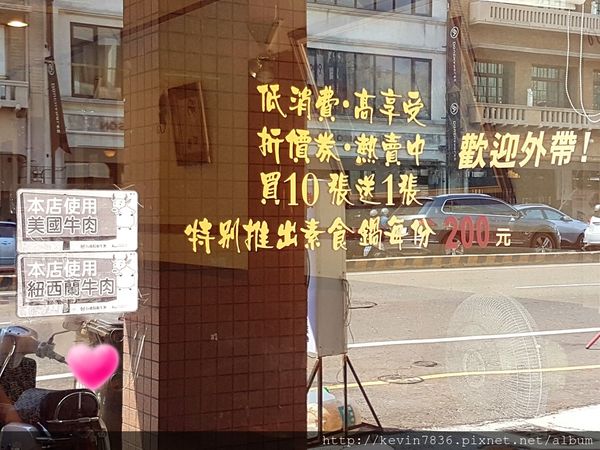 低消費・高享受
折價券・熱賣中
買10張送1張
特别推出素食鍋每份 200元
歡迎外帶!
本店使用
美國牛肉
本店使用
紐西蘭牛肉
http://kevin7836.pixnet.net/album